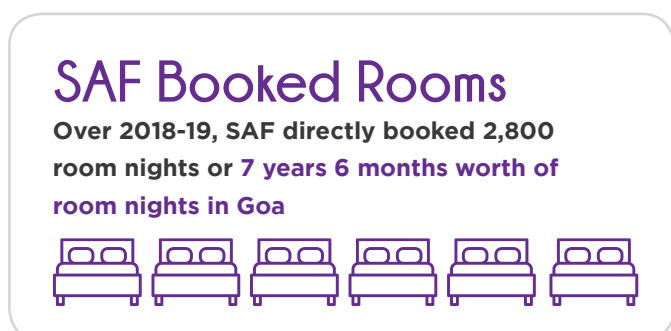 SAF Booked Rooms
Over 2018-19, SAF directly booked 2,800
room nights or 7 years 6 months worth of
room nights in Goa